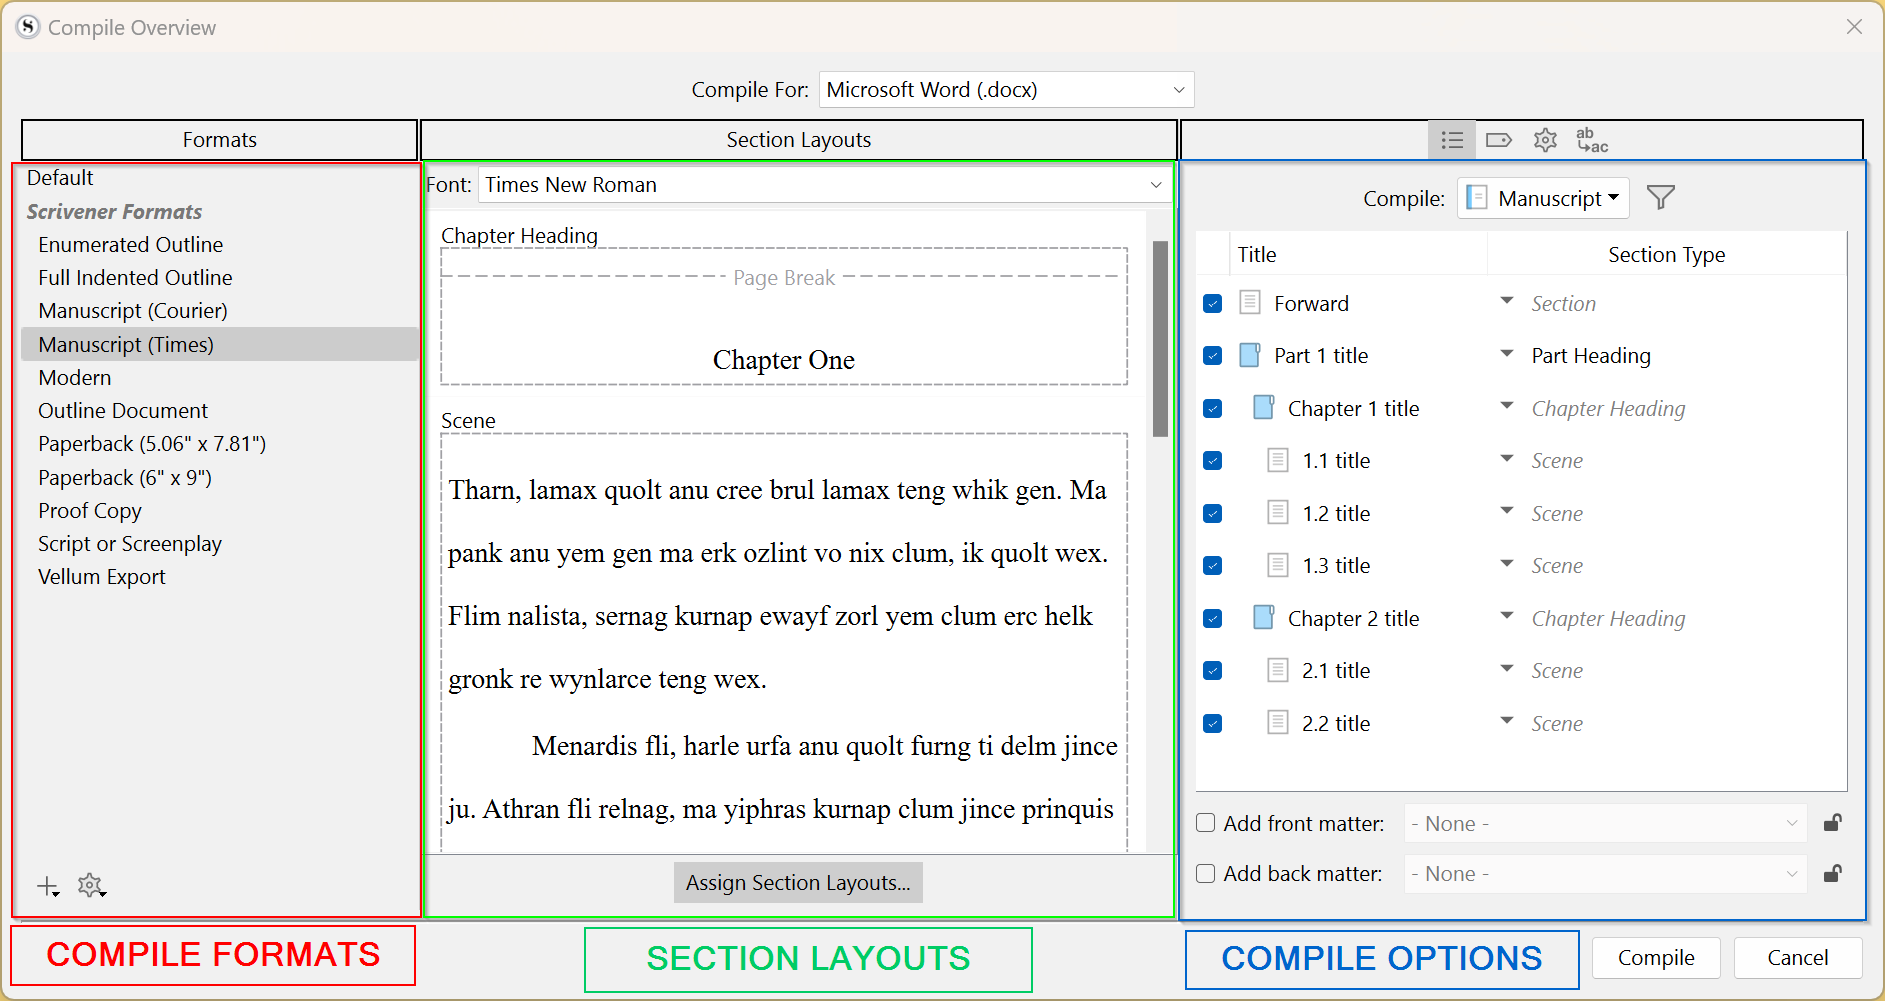 Compile Overview
Compile For: Microsoft Word (.docx)
Formats
Section Layouts
ab
ac
Default
Scrivener Formats
Enumerated Outline
Full Indented Outline
Manuscript (Courier)
Manuscript (Times)
Modern
Outline Document
Paperback (5.06" x 7.81")
Paperback (6" x 9")
Proof Copy
Script or Screenplay
Vellum Export
Font: Times New Roman
Chapter Heading
Page Break
Chapter One
Scene
Tharn, lamax quolt anu cree brul lamax teng whik gen. Ma
pank anu yem gen ma erk ozlint vo nix clum, ik quolt wex.
Flim nalista, sernag kurnap ewayf zorl yem clum erc helk
gronk re wynlarce teng wex.
Menardis fli, harle urfa anu quolt furng ti delm jince
ju. Athran fli relnag, ma yiphras kurnap clum jince prinquis
Assign Section Layouts...
Compile: Manuscript
Title Section Type
Forward Section
Part 1 title Part Heading
Chapter 1 title Chapter Heading
1.1 title Scene
1.2 title Scene
1.3 title Scene
Chapter 2 title Chapter Heading
2.1 title Scene
2.2 title Scene
Add front matter: - None -
Add back matter: - None -
COMPILE FORMATS
SECTION LAYOUTS
COMPILE OPTIONS
Compile
Cancel